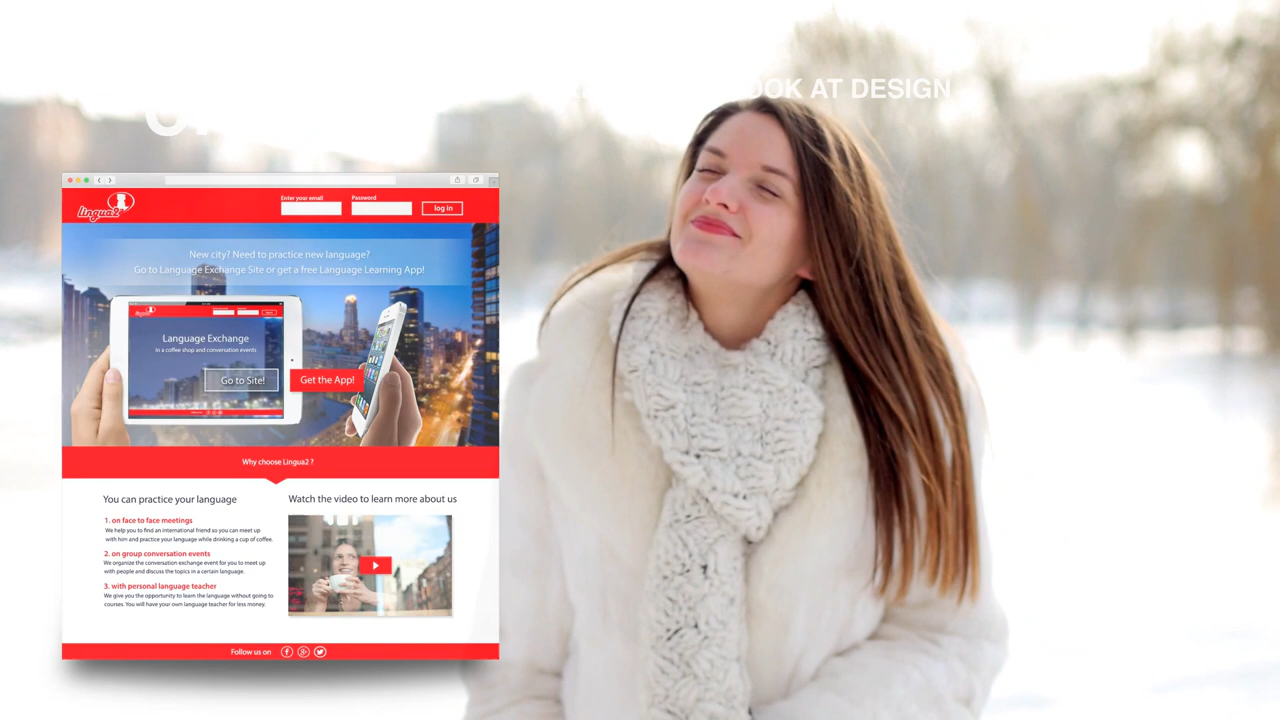 OOK AT DESIGN
lingua2
Enter your email
Password
log in
New city? Need to practice new language?
Go to Language Exchange Site or get a free Language Learning App!
Language Exchange
In a coffee shop and conversation events
Go to Site!
Get the App!
Why choose Lingua2 ?
You can practice your language
1. on face to face meetings
We help you to find an international friend so you can meet up
with him and practice your language while drinking a cup of coffee.
2. on group conversation events
We organize the conversation exchange event for you to meet up
with people and discuss the topics in a certain language.
3. with personal language teacher
We give you the opportunity to learn the language without going to
courses. You will have your own language teacher for less money.
Watch the video to learn more about us
Follow us on